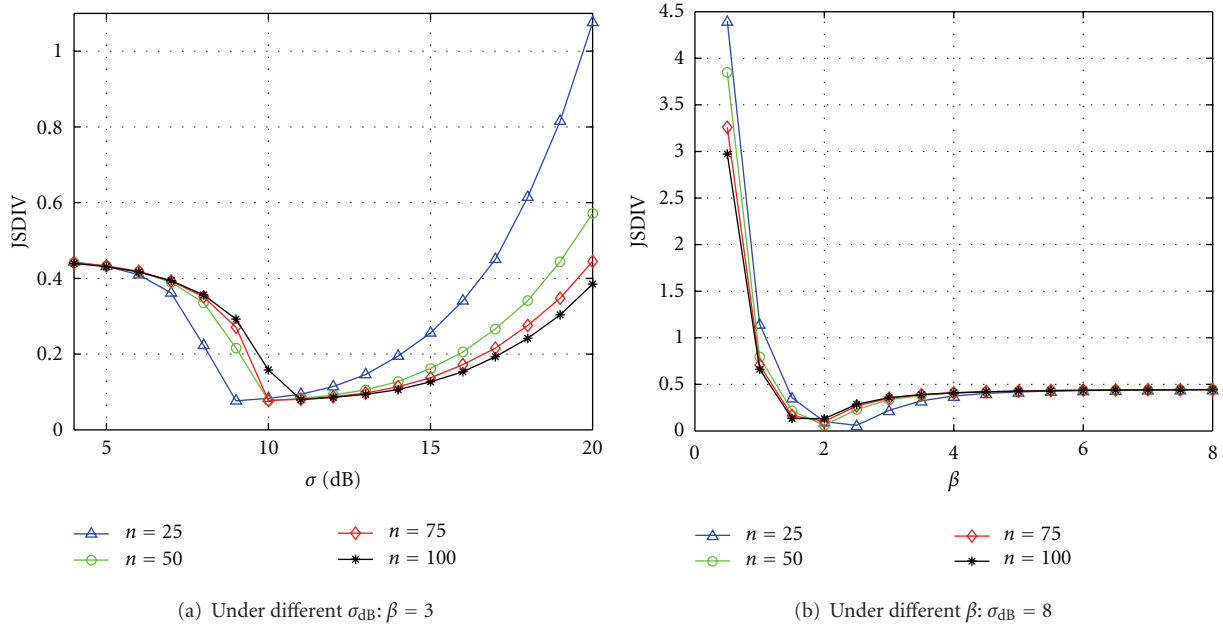 1
0.8
0.6
0.4
0.2
0
JSDIV
5
10
15
20
σ (dB)
n = 25
n = 50
n = 75
n = 100
(a) Under different σdB: β = 3
4.5
4
3.5
3
2.5
2
1.5
1
0.5
0
JSDIV
0
2
4
6
8
β
n = 25
n = 50
n = 75
n = 100
(b) Under different β: σdB = 8